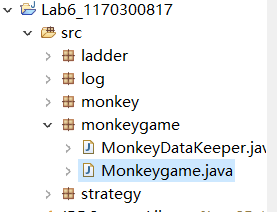 Lab6_1170300817
src
ladder
log
monkey
monkeygame
MonkeyDataKeeper.jav
Monkeygame.java
strategy